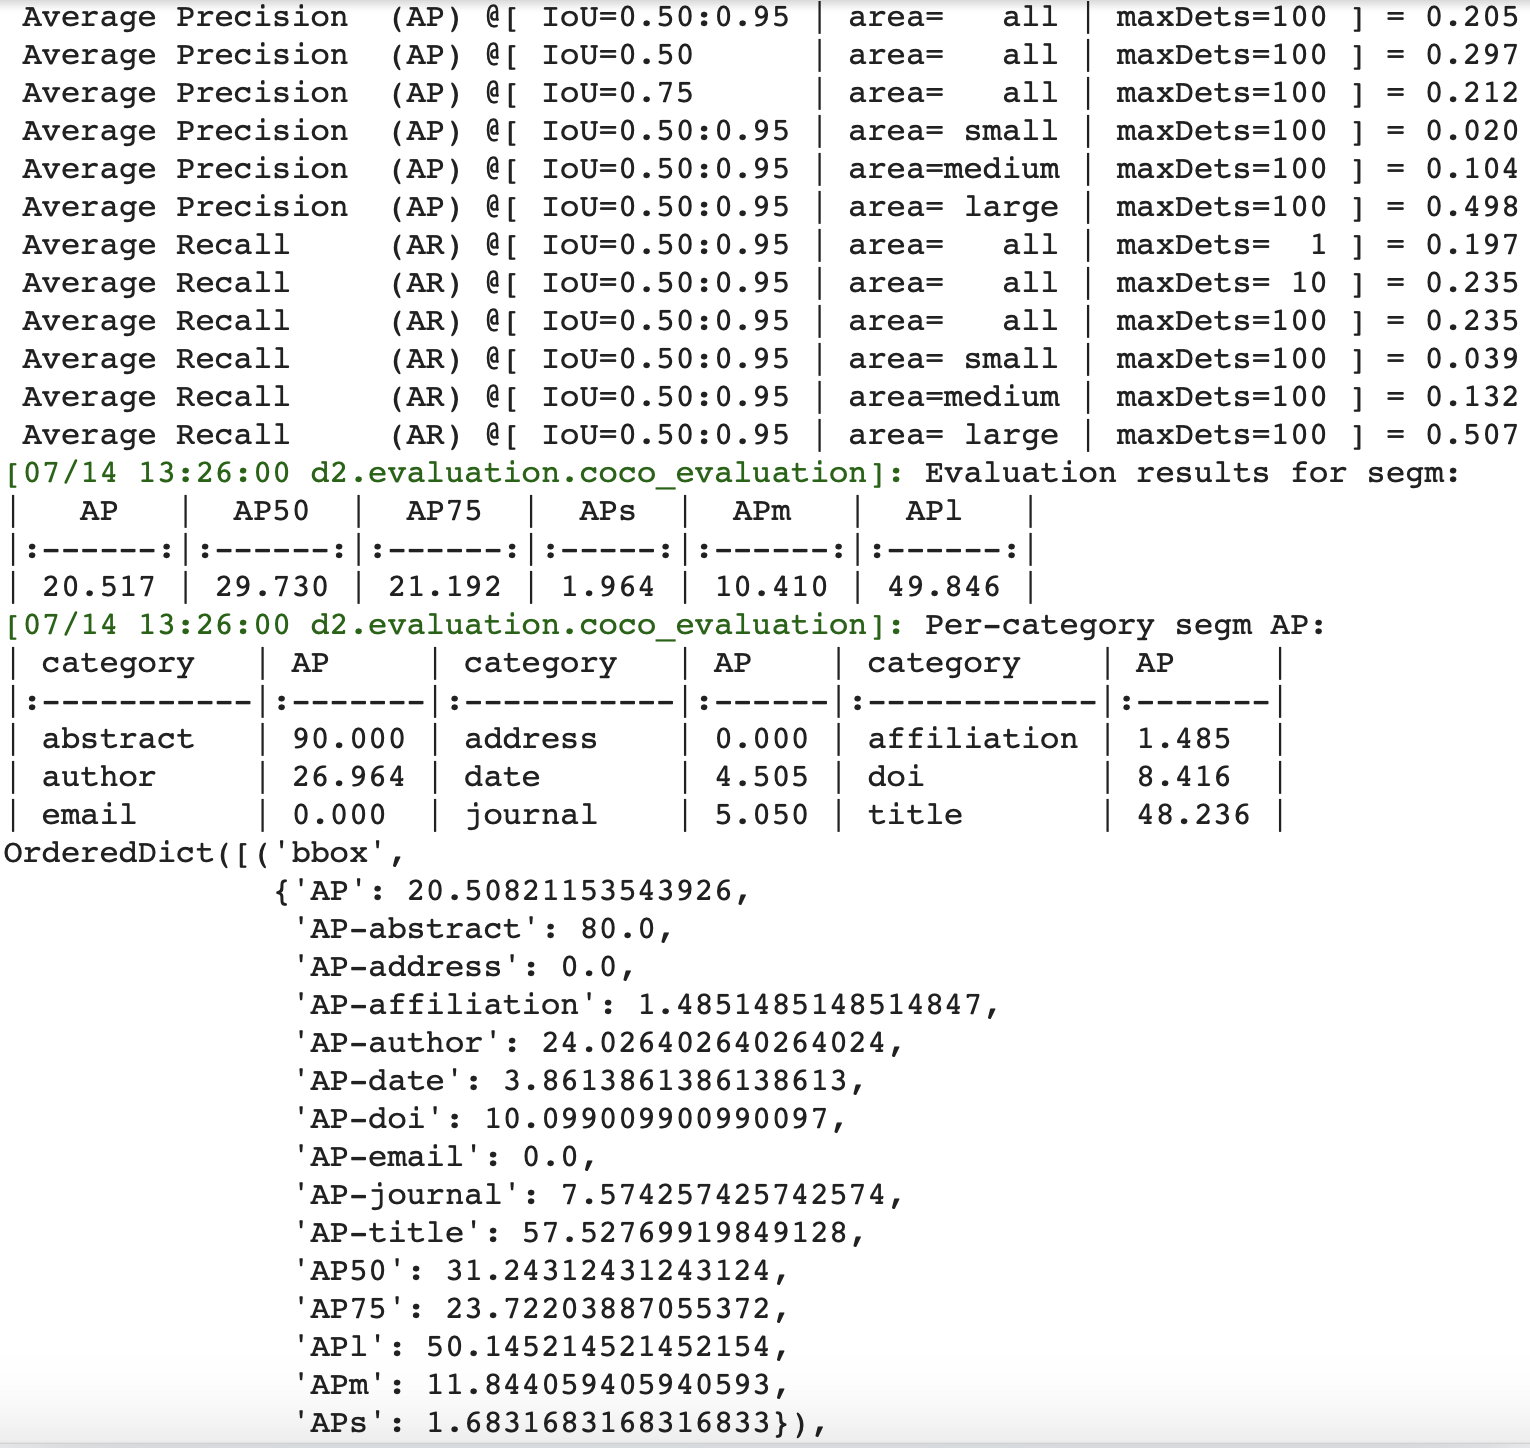 Average Precision  (AP) @[ IoU=0.50:0.95 | area=   all | maxDets=100 ] = 0.205
Average Precision  (AP) @[ IoU=0.50      | area=   all | maxDets=100 ] = 0.297
Average Precision  (AP) @[ IoU=0.75      | area=   all | maxDets=100 ] = 0.212
Average Precision  (AP) @[ IoU=0.50:0.95 | area= small | maxDets=100 ] = 0.020
Average Precision  (AP) @[ IoU=0.50:0.95 | area=medium | maxDets=100 ] = 0.104
Average Precision  (AP) @[ IoU=0.50:0.95 | area= large | maxDets=100 ] = 0.498
Average Recall     (AR) @[ IoU=0.50:0.95 | area=   all | maxDets=  1 ] = 0.197
Average Recall     (AR) @[ IoU=0.50:0.95 | area=   all | maxDets= 10 ] = 0.235
Average Recall     (AR) @[ IoU=0.50:0.95 | area=   all | maxDets=100 ] = 0.235
Average Recall     (AR) @[ IoU=0.50:0.95 | area= small | maxDets=100 ] = 0.039
Average Recall     (AR) @[ IoU=0.50:0.95 | area=medium | maxDets=100 ] = 0.132
Average Recall     (AR) @[ IoU=0.50:0.95 | area= large | maxDets=100 ] = 0.507
[07/14 13:26:00 d2.evaluation.coco_evaluation]: Evaluation results for segm:
|   AP   |  AP50  |  AP75  |  APs  |  APm   |  APl   |
|:------:|:------:|:------:|:-----:|:------:|:------:|
| 20.517 | 29.730 | 21.192 | 1.964 | 10.410 | 49.846 |
[07/14 13:26:00 d2.evaluation.coco_evaluation]: Per-category segm AP:
| category   | AP     | category   | AP    | category    | AP     |
|:-----------|:-------|:-----------|:------|:------------|:-------|
| abstract   | 90.000 | address    | 0.000 | affiliation | 1.485  |
| author     | 26.964 | date       | 4.505 | doi         | 8.416  |
| email      | 0.000  | journal    | 5.050 | title       | 48.236 |
OrderedDict([('bbox',
{'AP': 20.50821153543926,
'AP-abstract': 80.0,
'AP-address': 0.0,
'AP-affiliation': 1.4851485148514847,
'AP-author': 24.026402640264024,
'AP-date': 3.8613861386138613,
'AP-doi': 10.099009900990097,
'AP-email': 0.0,
'AP-journal': 7.574257425742574,
'AP-title': 57.52769919849128,
'AP50': 31.24312431243124,
'AP75': 23.72203887055372,
'APl': 50.145214521452154,
'APm': 11.844059405940593,
'APs': 1.6831683168316833}),